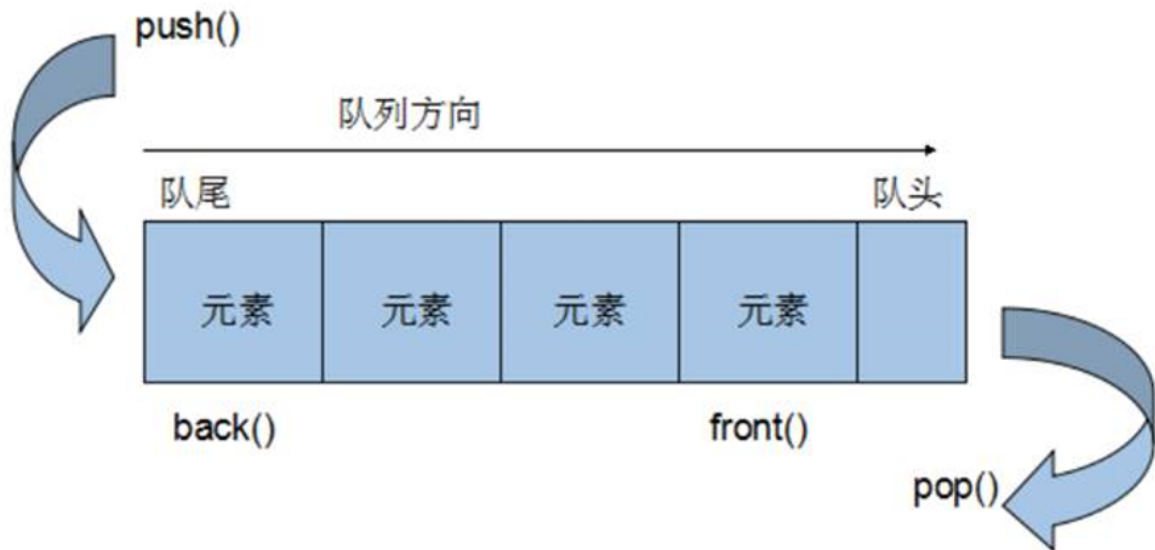 push()
队列方向
队尾 队头
元素 元素 元素 元素
back() front()
pop()